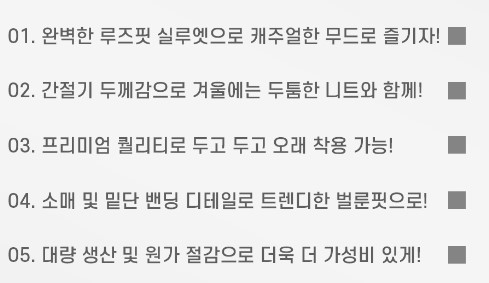 01. 완벽한 루즈핏 실루엣으로 캐주얼한 무드로 즐기자!
02. 간절기 두께감으로 겨울에는 두툼한 니트와 함께!
03. 프리미엄 퀄리티로 두고 두고 오래 착용 가능!
04. 소매 및 밑단 밴딩 디테일로 트렌디한 벌룬핏으로!
05. 대량 생산 및 원가 절감으로 더욱 더 가성비 있게!